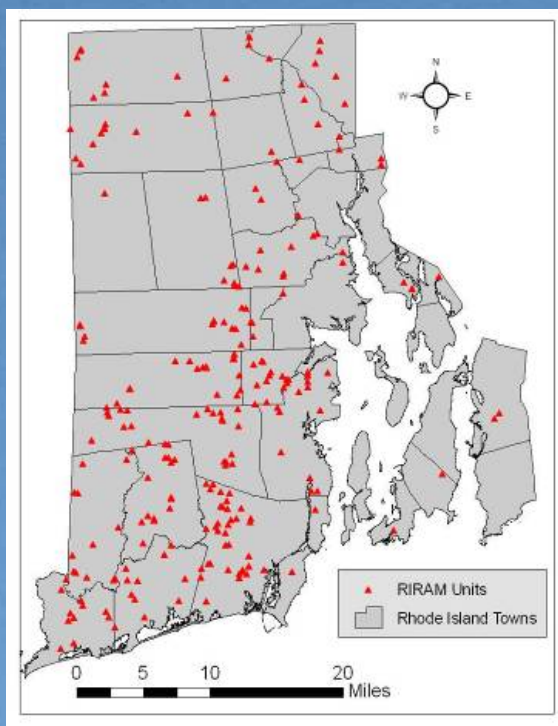 N
W E
S
RIRAM Units
Rhode Island Towns
0 5 10 20
Miles